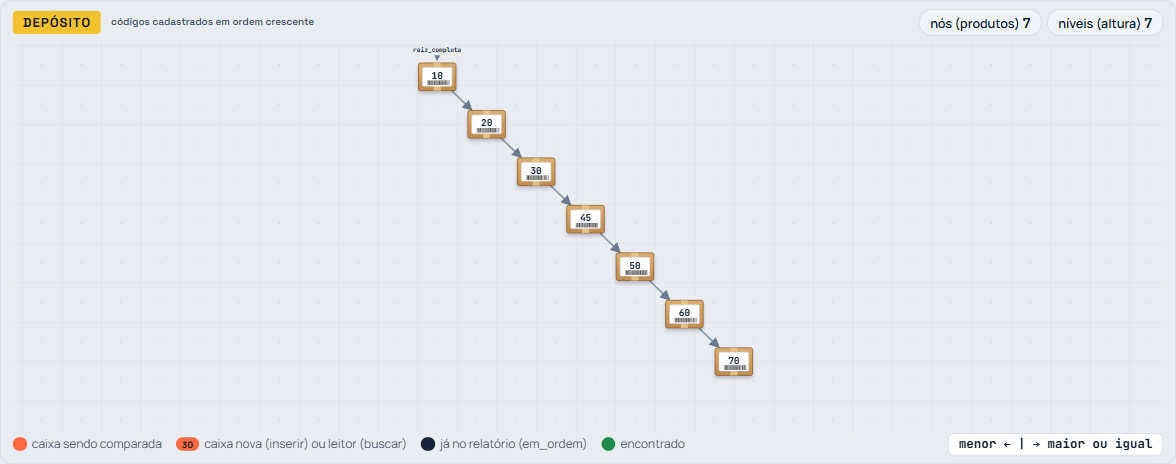 DEPÓSITO códigos cadastrados em ordem crescente nós (produtos) 7 níveis (altura) 7
raiz_completa
10
20
30
45
50
60
70
caixa sendo comparada 30 caixa nova (inserir) ou leitor (buscar) já no relatório (em_ordem) encontrado menor ← | → maior ou igual